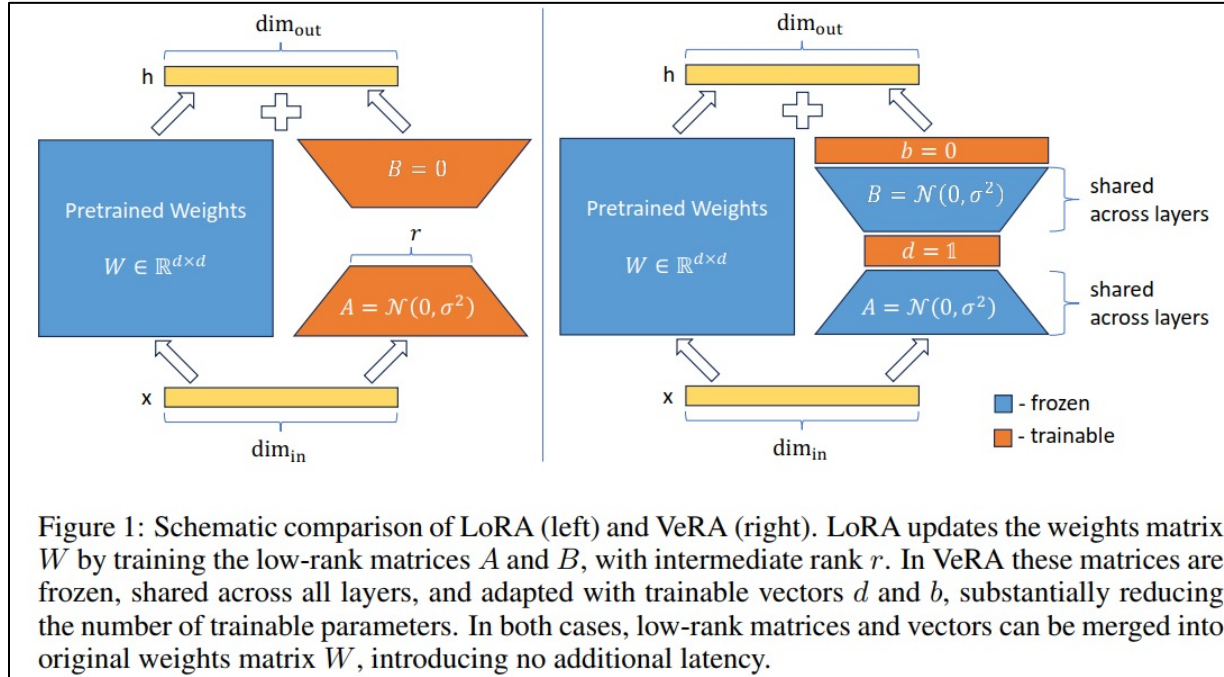 dim_out
h
Pretrained Weights
W ∈ ℝ^{d×d}
B = 0
r
A = 𝒩(0, σ²)
x
dim_in
dim_out
h
Pretrained Weights
W ∈ ℝ^{d×d}
b = 0
B = 𝒩(0, σ²)
shared
across layers
d = 𝟙
A = 𝒩(0, σ²)
shared
across layers
x
dim_in
- frozen
- trainable
Figure 1: Schematic comparison of LoRA (left) and VeRA (right). LoRA updates the weights matrix
W by training the low-rank matrices A and B, with intermediate rank r. In VeRA these matrices are
frozen, shared across all layers, and adapted with trainable vectors d and b, substantially reducing
the number of trainable parameters. In both cases, low-rank matrices and vectors can be merged into
original weights matrix W, introducing no additional latency.